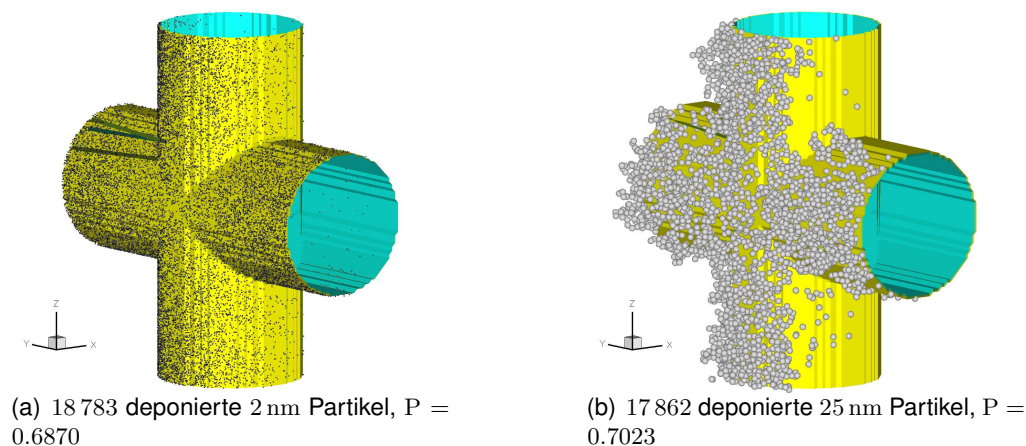 Z
Y
X
Z
Y
X
(a) 18 783 deponierte 2 nm Partikel, P =
0.6870
(b) 17 862 deponierte 25 nm Partikel, P =
0.7023